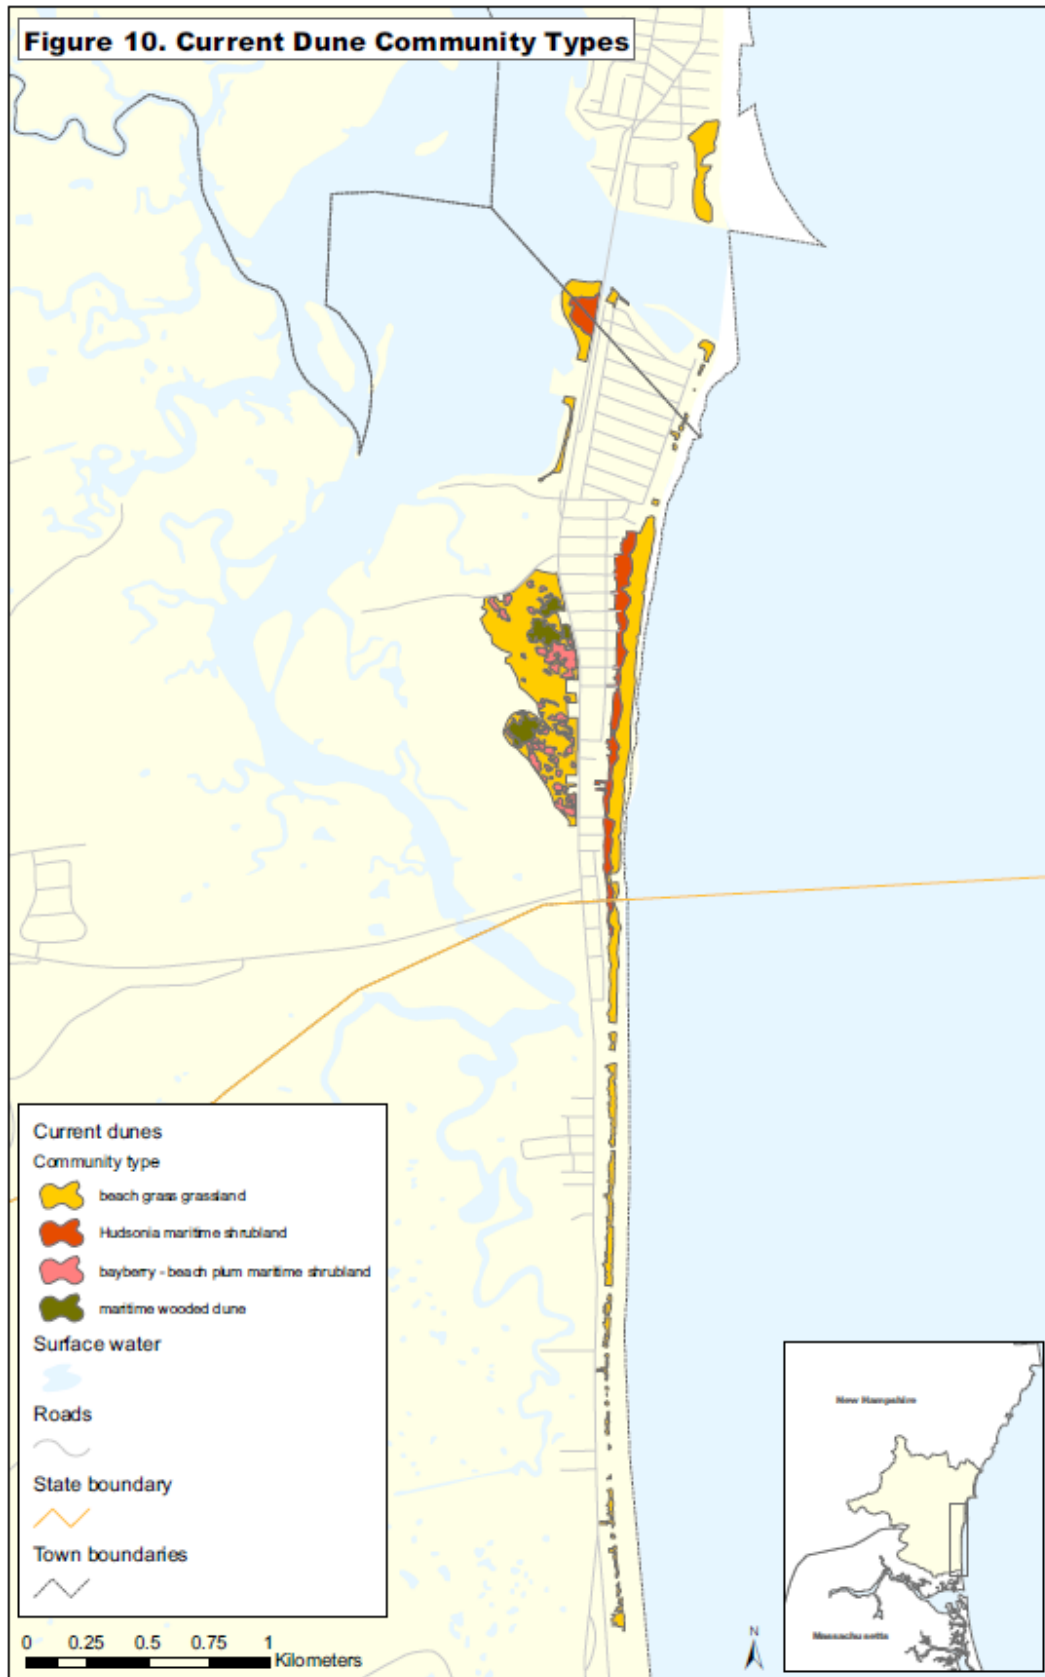 Figure 10. Current Dune Community Types
Current dunes
Community type
beach grass grassland
Hudsonia maritime shrubland
bayberry - beach plum maritime shrubland
maritime wooded dune
Surface water
Roads
State boundary
Town boundaries
0 0.25 0.5 0.75 1
Kilometers
N
New Hampshire
Massachusetts